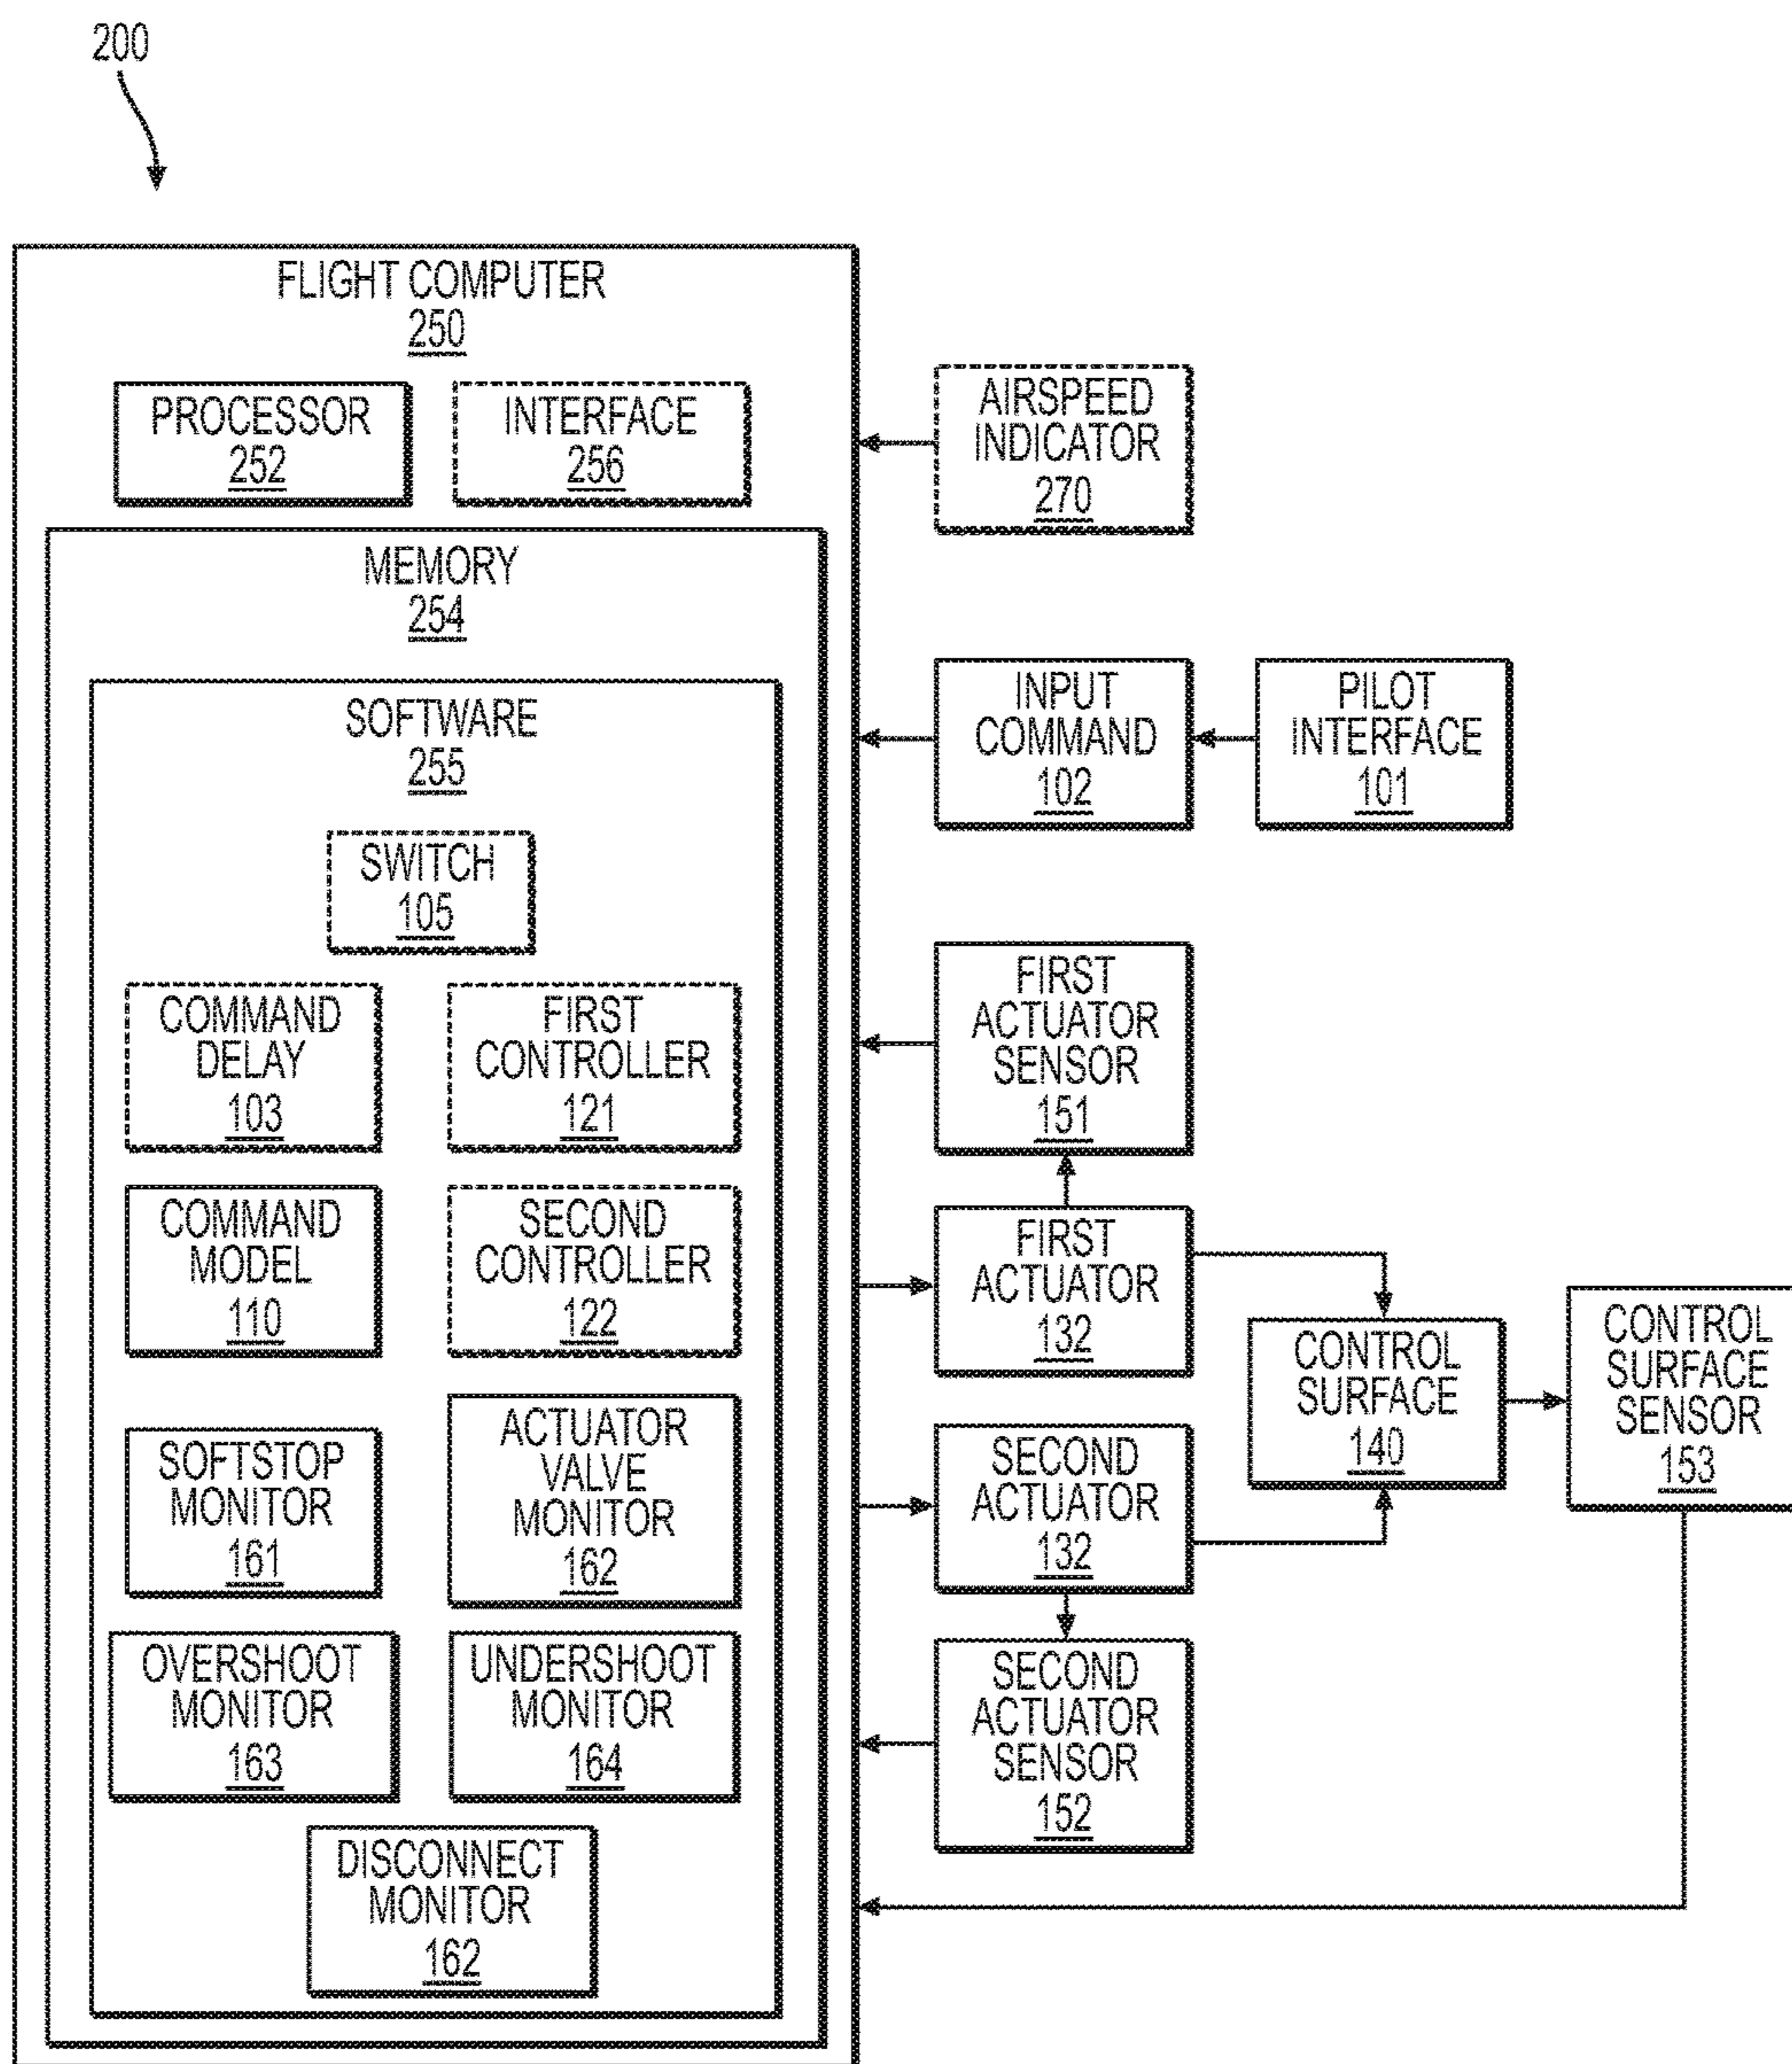 200
FLIGHT COMPUTER
250
PROCESSOR
252
INTERFACE
256
MEMORY
254
SOFTWARE
255
SWITCH
105
COMMAND
DELAY
103
FIRST
CONTROLLER
121
COMMAND
MODEL
110
SECOND
CONTROLLER
122
SOFTSTOP
MONITOR
161
ACTUATOR
VALVE
MONITOR
162
OVERSHOOT
MONITOR
163
UNDERSHOOT
MONITOR
164
DISCONNECT
MONITOR
162
AIRSPEED
INDICATOR
270
INPUT
COMMAND
102
PILOT
INTERFACE
101
FIRST
ACTUATOR
SENSOR
151
FIRST
ACTUATOR
132
SECOND
ACTUATOR
132
SECOND
ACTUATOR
SENSOR
152
CONTROL
SURFACE
140
CONTROL
SURFACE
SENSOR
153